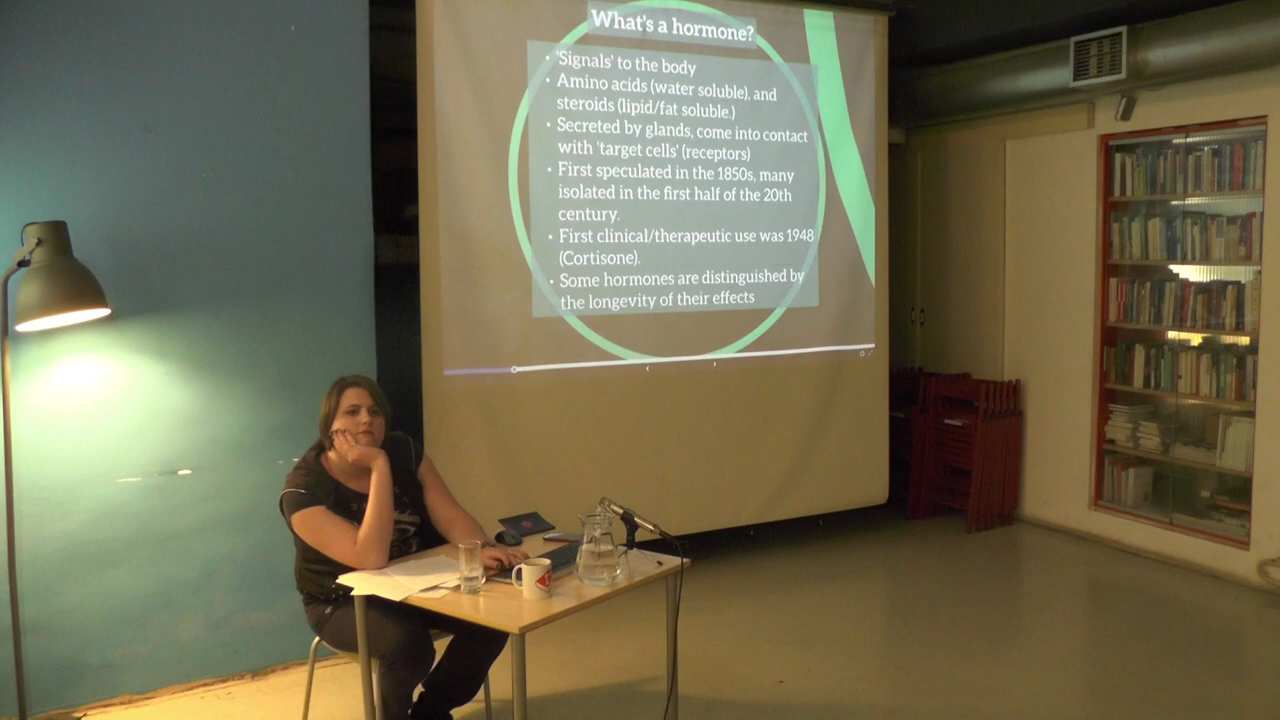 What's a hormone?
• 'Signals' to the body
• Amino acids (water soluble), and
steroids (lipid/fat soluble.)
• Secreted by glands, come into contact
with 'target cells' (receptors)
• First speculated in the 1850s, many
isolated in the first half of the 20th
century.
• First clinical/therapeutic use was 1948
(Cortisone).
• Some hormones are distinguished by
the longevity of their effects